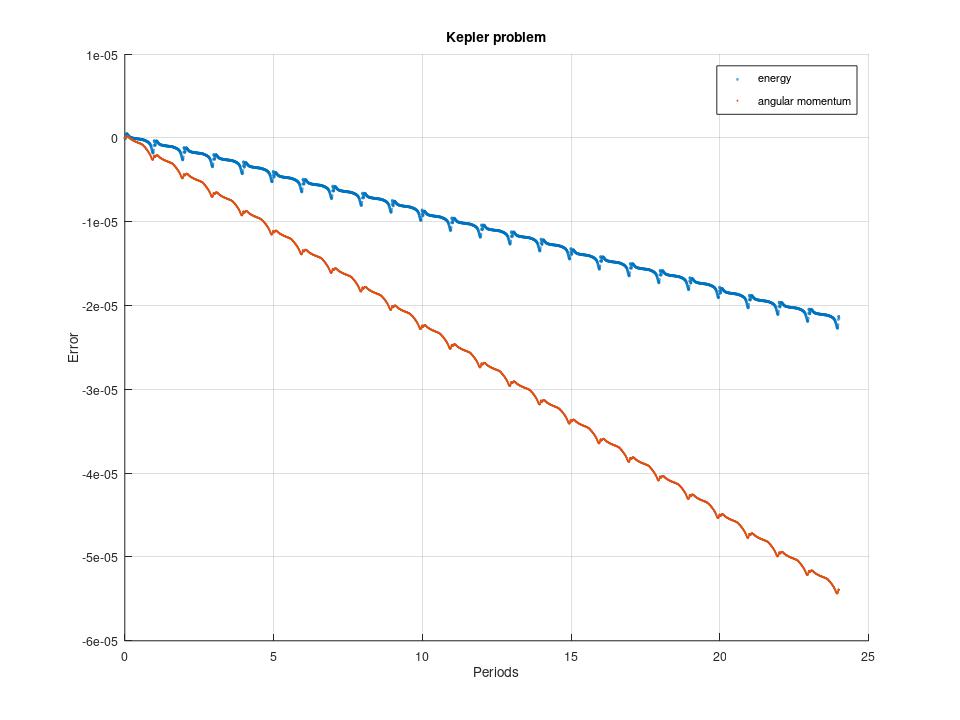 Kepler problem
1e-05
0
-1e-05
-2e-05
-3e-05
-4e-05
-5e-05
-6e-05
Error
energy
angular momentum
0
5
10
15
20
25
Periods